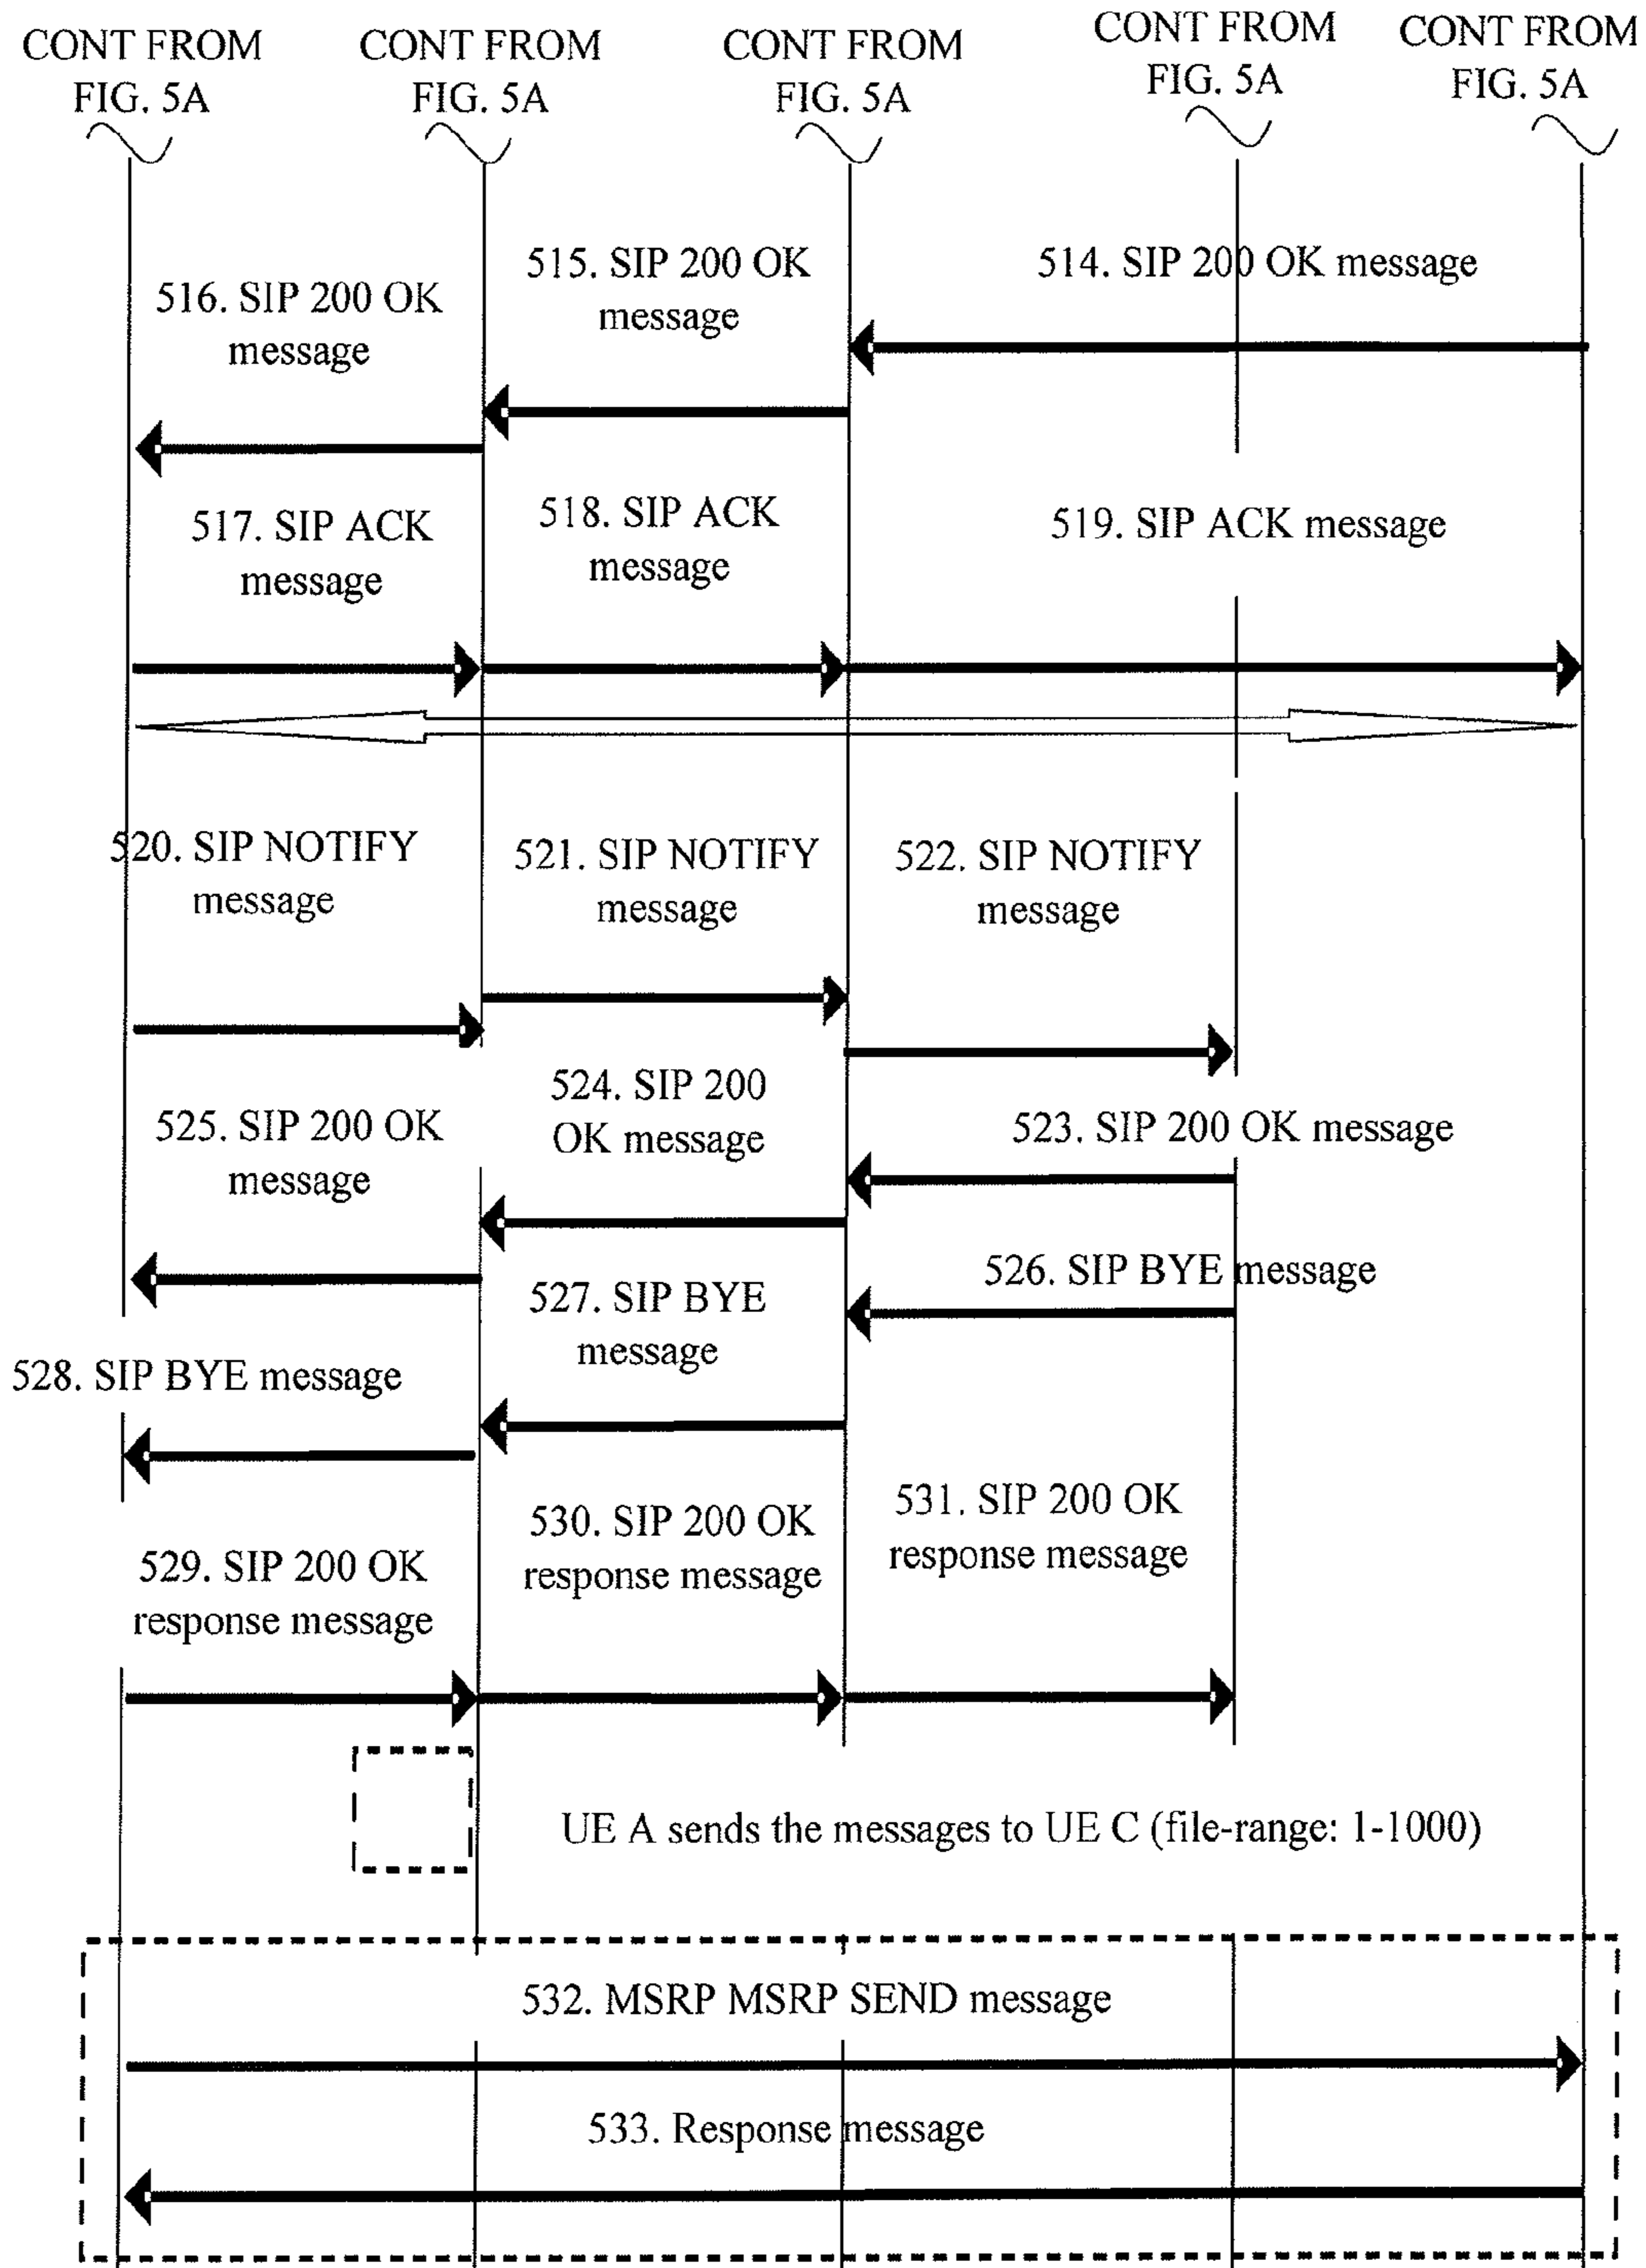 CONT FROM
FIG. 5A
CONT FROM
FIG. 5A
CONT FROM
FIG. 5A
CONT FROM
FIG. 5A
CONT FROM
FIG. 5A
514. SIP 200 OK message
515. SIP 200 OK
message
516. SIP 200 OK
message
517. SIP ACK
message
518. SIP ACK
message
519. SIP ACK message
520. SIP NOTIFY
message
521. SIP NOTIFY
message
522. SIP NOTIFY
message
523. SIP 200 OK message
524. SIP 200
OK message
525. SIP 200 OK
message
526. SIP BYE message
527. SIP BYE
message
528. SIP BYE message
529. SIP 200 OK
response message
530. SIP 200 OK
response message
531. SIP 200 OK
response message
UE A sends the messages to UE C (file-range: 1-1000)
532. MSRP MSRP SEND message
533. Response message